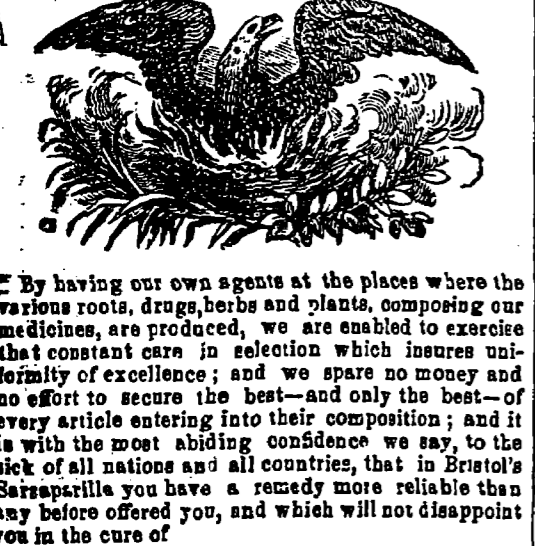 By having our own agents at the places where the
various roots, drugs, herbs and plants, composing our
medicines, are produced, we are enabled to exercise
that constant care in selection which insures uni-
formity of excellence; and we spare no money and
no effort to secure the best—and only the best—of
every article entering into their composition; and it
is with the most abiding confidence we say, to the
sick of all nations and all countries, that in Bristol's
Sarsaparilla you have a remedy more reliable than
any before offered you, and which will not disappoint
you in the cure of